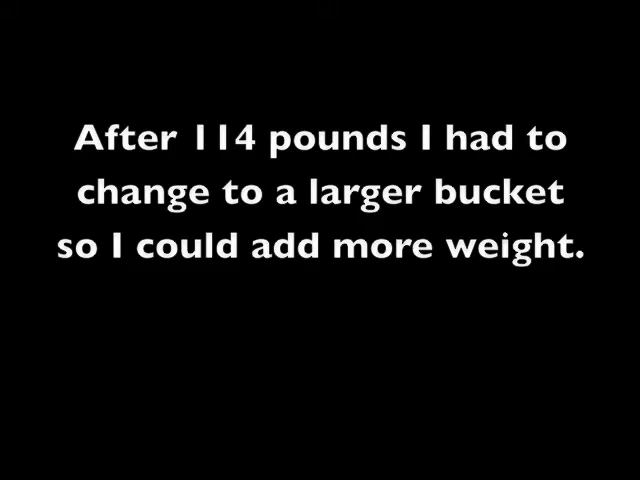 After 114 pounds I had to
change to a larger bucket
so I could add more weight.